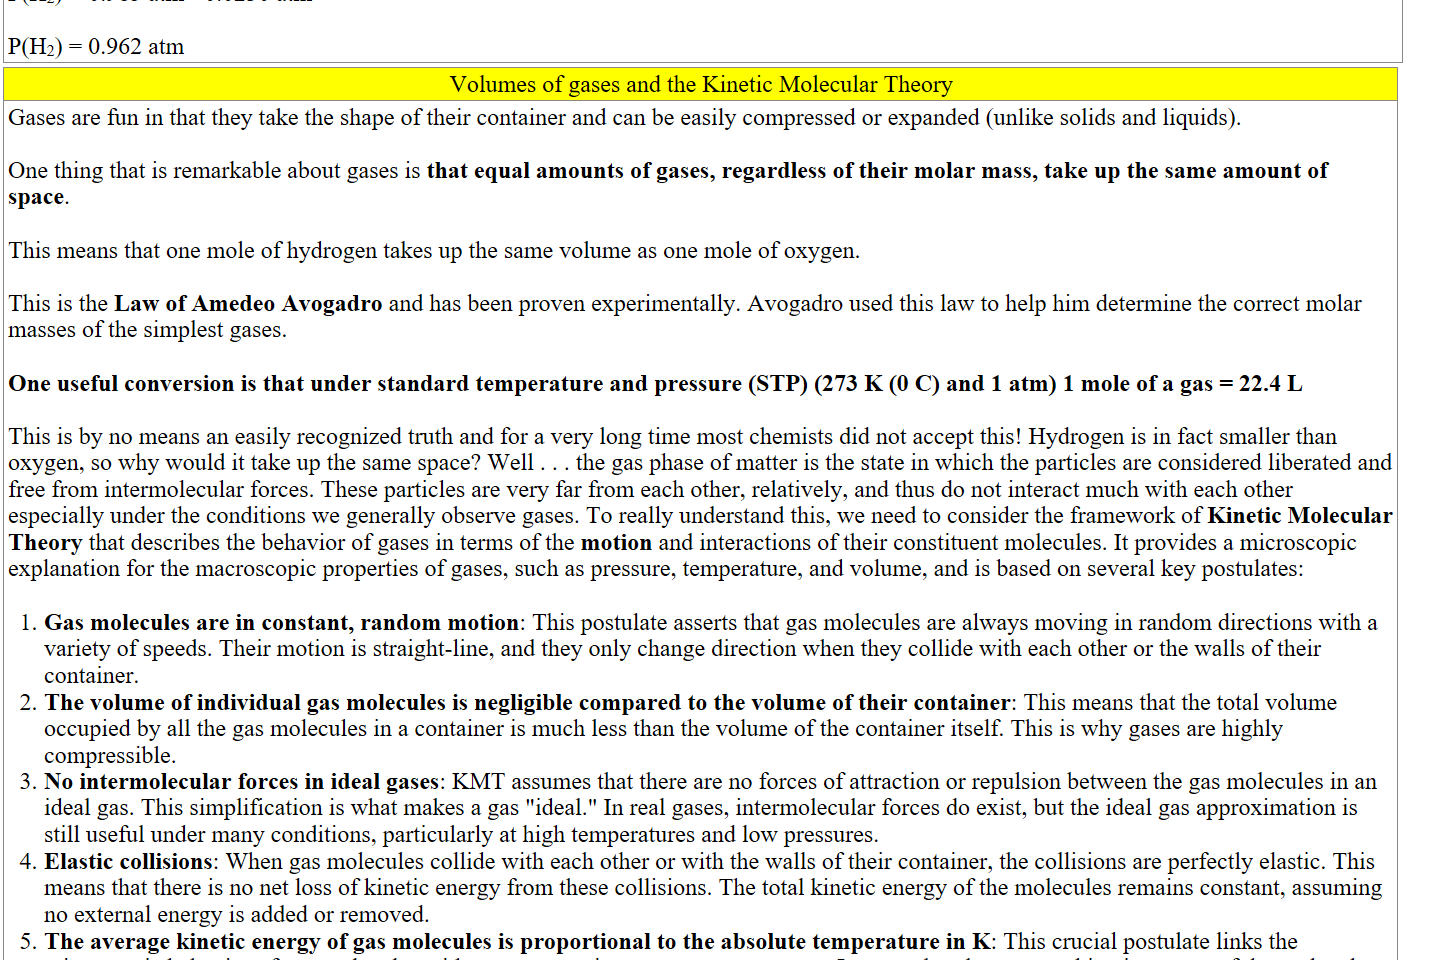 P(H₂) = 0.962 atm
Volumes of gases and the Kinetic Molecular Theory
Gases are fun in that they take the shape of their container and can be easily compressed or expanded (unlike solids and liquids).
One thing that is remarkable about gases is that equal amounts of gases, regardless of their molar mass, take up the same amount of
space.
This means that one mole of hydrogen takes up the same volume as one mole of oxygen.
This is the Law of Amedeo Avogadro and has been proven experimentally. Avogadro used this law to help him determine the correct molar
masses of the simplest gases.
One useful conversion is that under standard temperature and pressure (STP) (273 K (0 C) and 1 atm) 1 mole of a gas = 22.4 L
This is by no means an easily recognized truth and for a very long time most chemists did not accept this! Hydrogen is in fact smaller than
oxygen, so why would it take up the same space? Well . . . the gas phase of matter is the state in which the particles are considered liberated and
free from intermolecular forces. These particles are very far from each other, relatively, and thus do not interact much with each other
especially under the conditions we generally observe gases. To really understand this, we need to consider the framework of Kinetic Molecular
Theory that describes the behavior of gases in terms of the motion and interactions of their constituent molecules. It provides a microscopic
explanation for the macroscopic properties of gases, such as pressure, temperature, and volume, and is based on several key postulates:
1. Gas molecules are in constant, random motion: This postulate asserts that gas molecules are always moving in random directions with a
variety of speeds. Their motion is straight-line, and they only change direction when they collide with each other or the walls of their
container.
2. The volume of individual gas molecules is negligible compared to the volume of their container: This means that the total volume
occupied by all the gas molecules in a container is much less than the volume of the container itself. This is why gases are highly
compressible.
3. No intermolecular forces in ideal gases: KMT assumes that there are no forces of attraction or repulsion between the gas molecules in an
ideal gas. This simplification is what makes a gas "ideal." In real gases, intermolecular forces do exist, but the ideal gas approximation is
still useful under many conditions, particularly at high temperatures and low pressures.
4. Elastic collisions: When gas molecules collide with each other or with the walls of their container, the collisions are perfectly elastic. This
means that there is no net loss of kinetic energy from these collisions. The total kinetic energy of the molecules remains constant, assuming
no external energy is added or removed.
5. The average kinetic energy of gas molecules is proportional to the absolute temperature in K: This crucial postulate links the